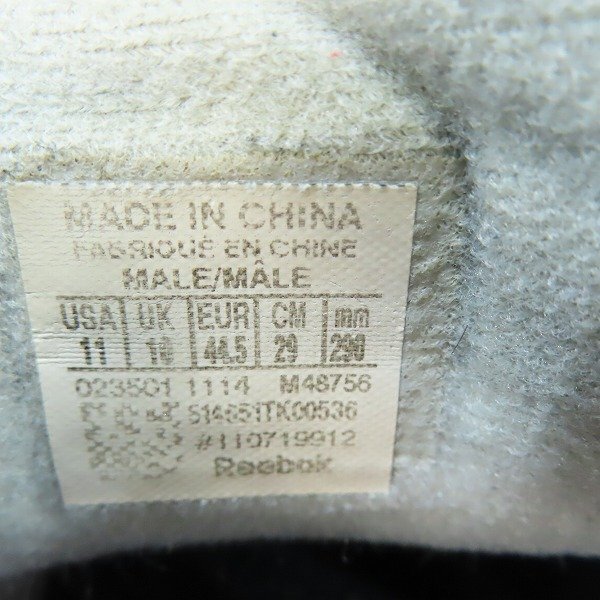 MADE IN CHINA
FABRIQUE EN CHINE
MALE/MÂLE
USA UK EUR CM mm
11 10 44.5 29 290
023501 1114 M48756
S14651TK00536
#110719912
Reebok